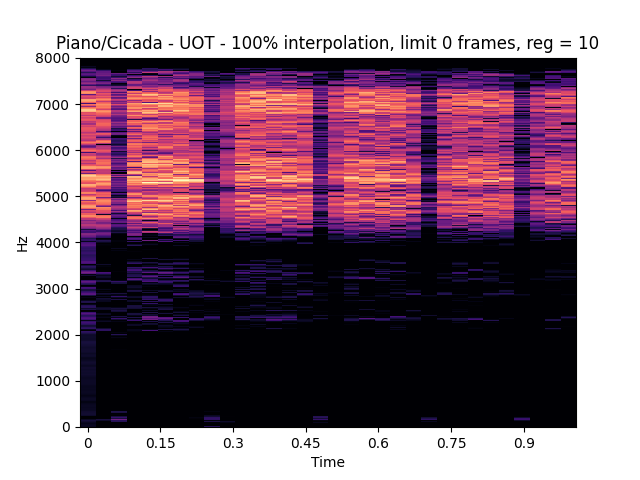 Piano/Cicada - UOT - 100% interpolation, limit 0 frames, reg = 10
8000
7000
6000
5000
4000
3000
2000
1000
0
Hz
0 0.15 0.3 0.45 0.6 0.75 0.9
Time